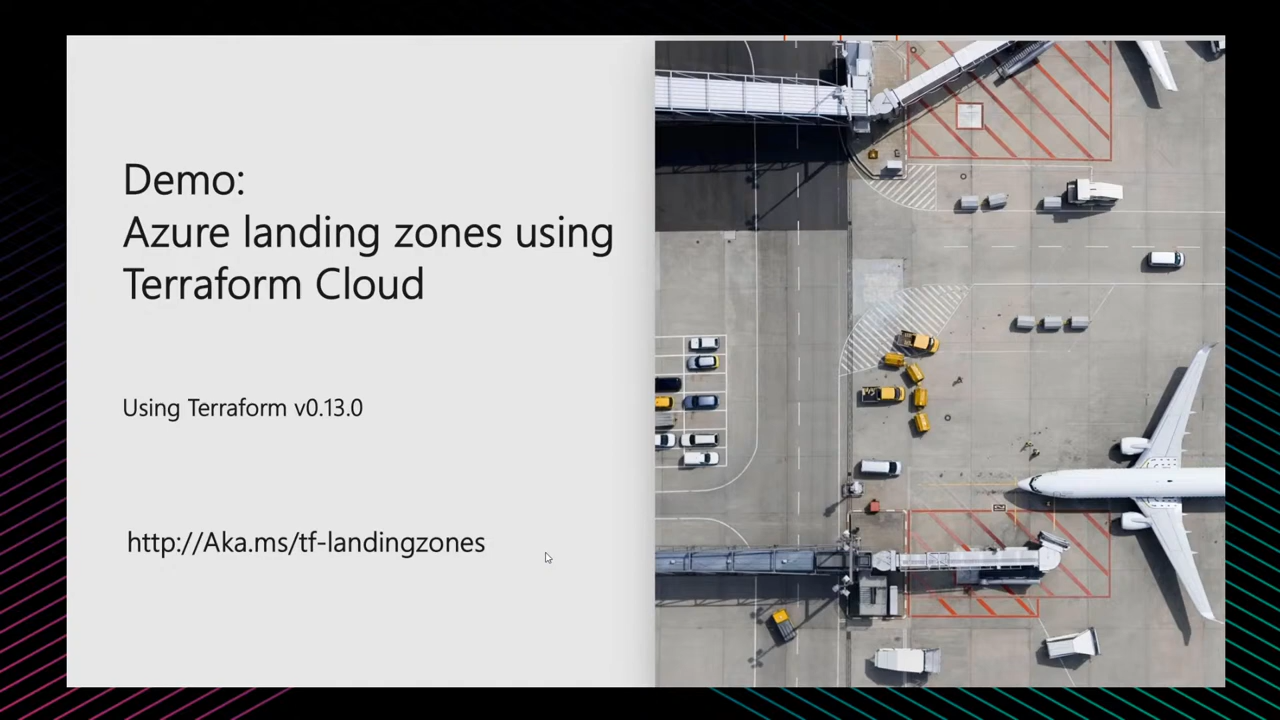 Demo:
Azure landing zones using
Terraform Cloud
Using Terraform v0.13.0
http://Aka.ms/tf-landingzones